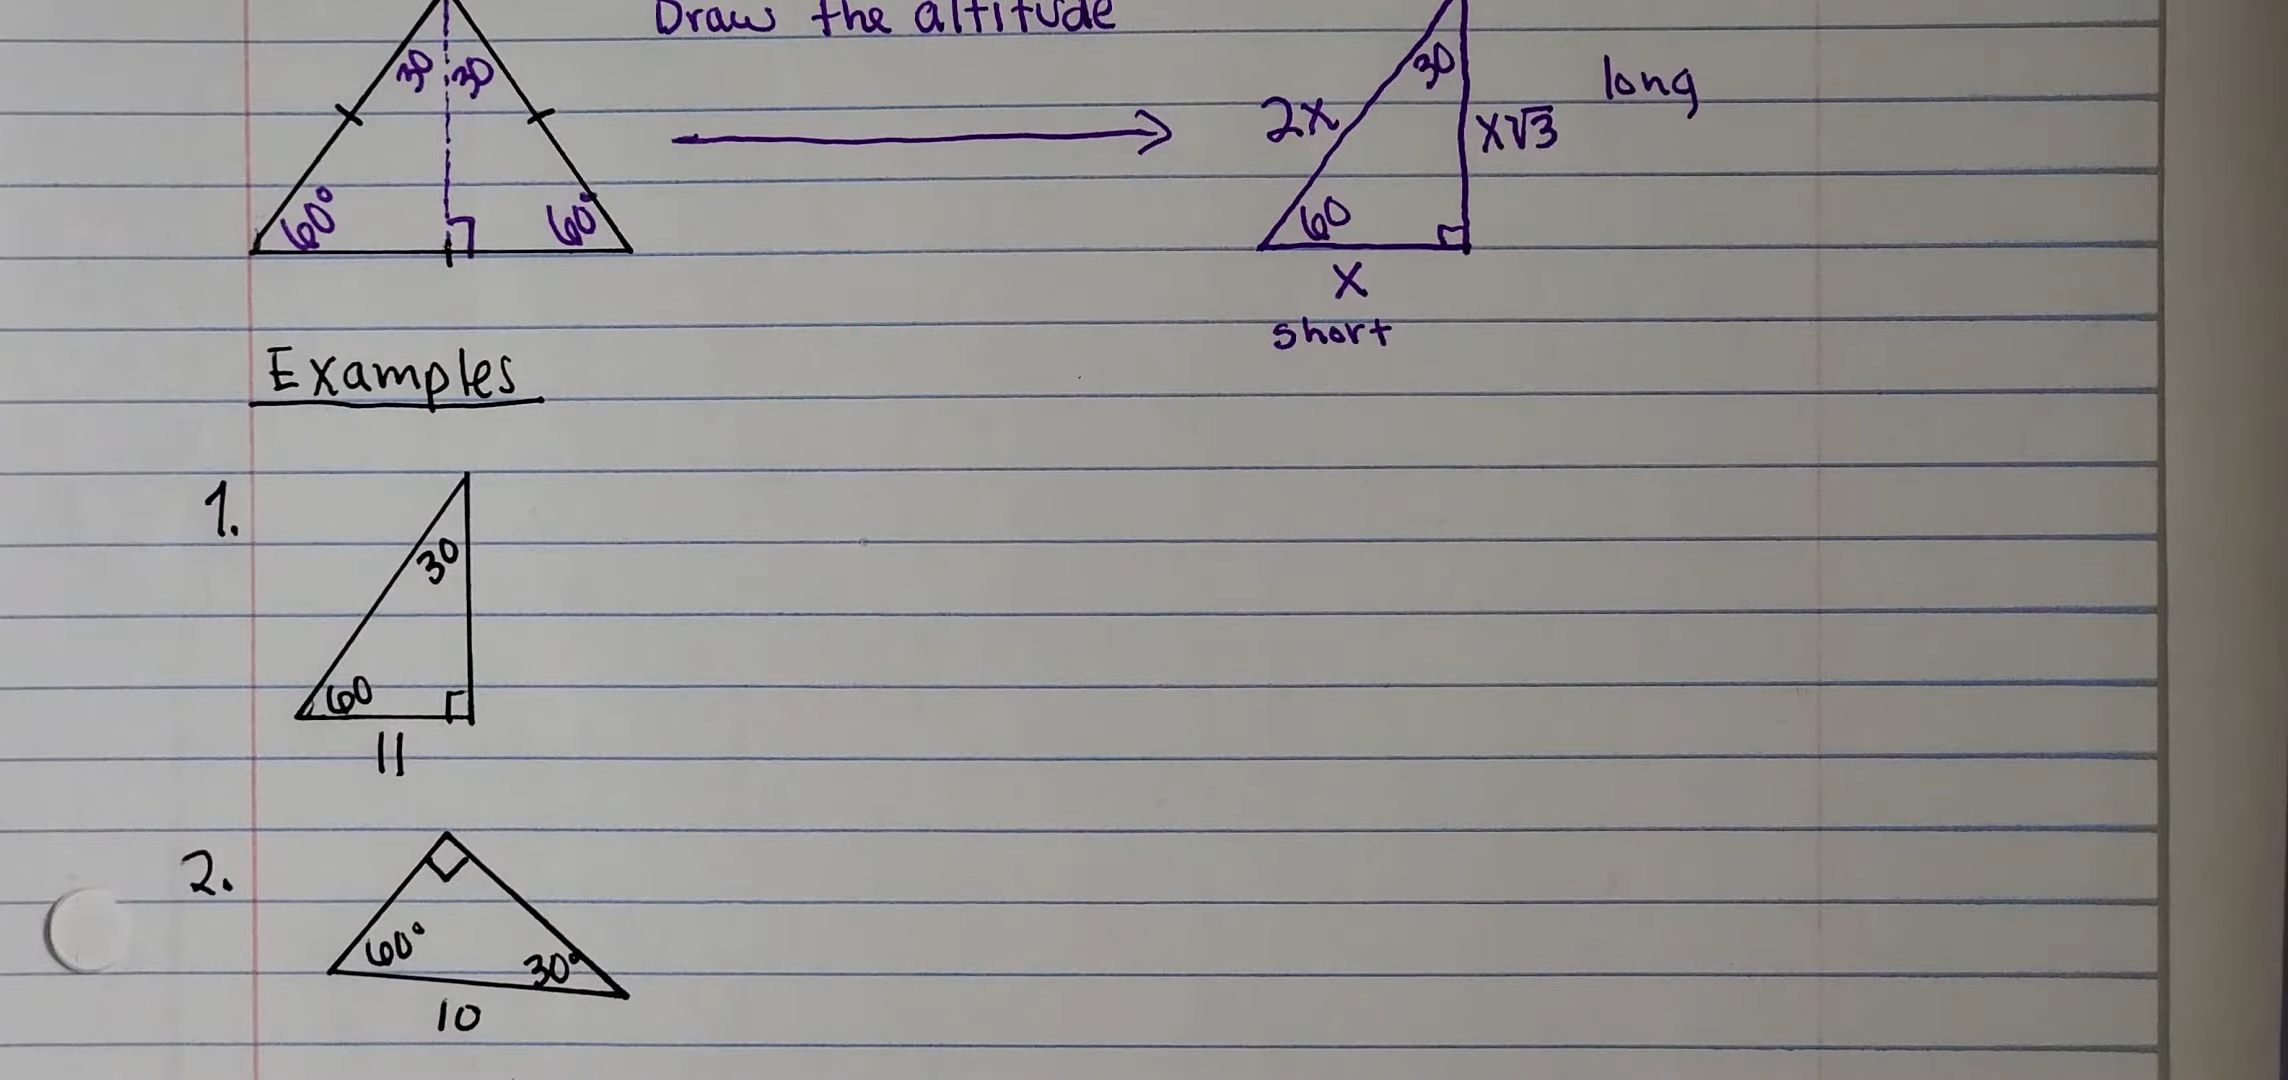 Draw the altitude
30 30
30
long
2x
x√3
60°
60°
60
x
short
Examples
1.
30
60
11
2.
60°
30°
10